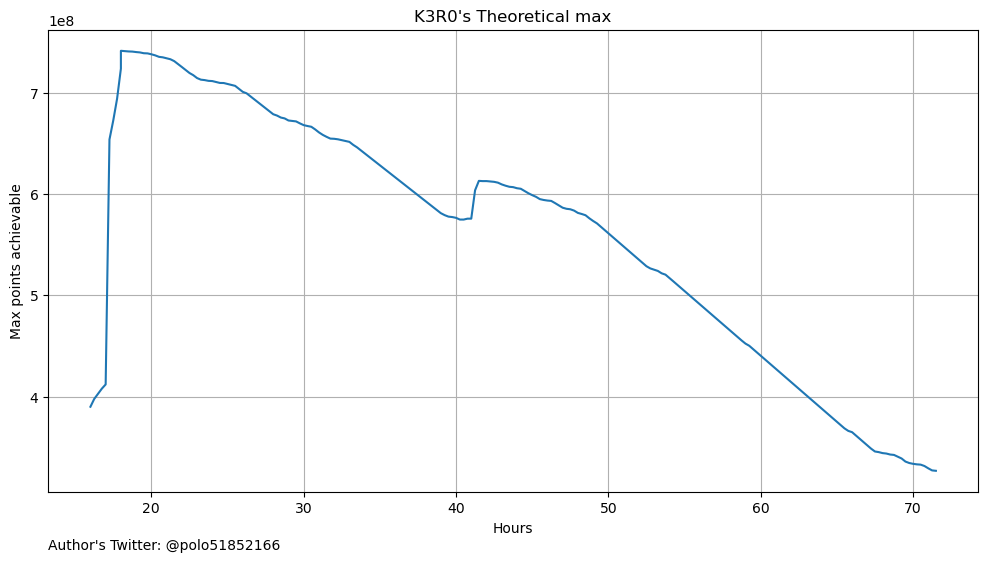 K3R0's Theoretical max
1e8
7
6
5
4
Max points achievable
20 30 40 50 60 70
Hours
Author's Twitter: @polo51852166